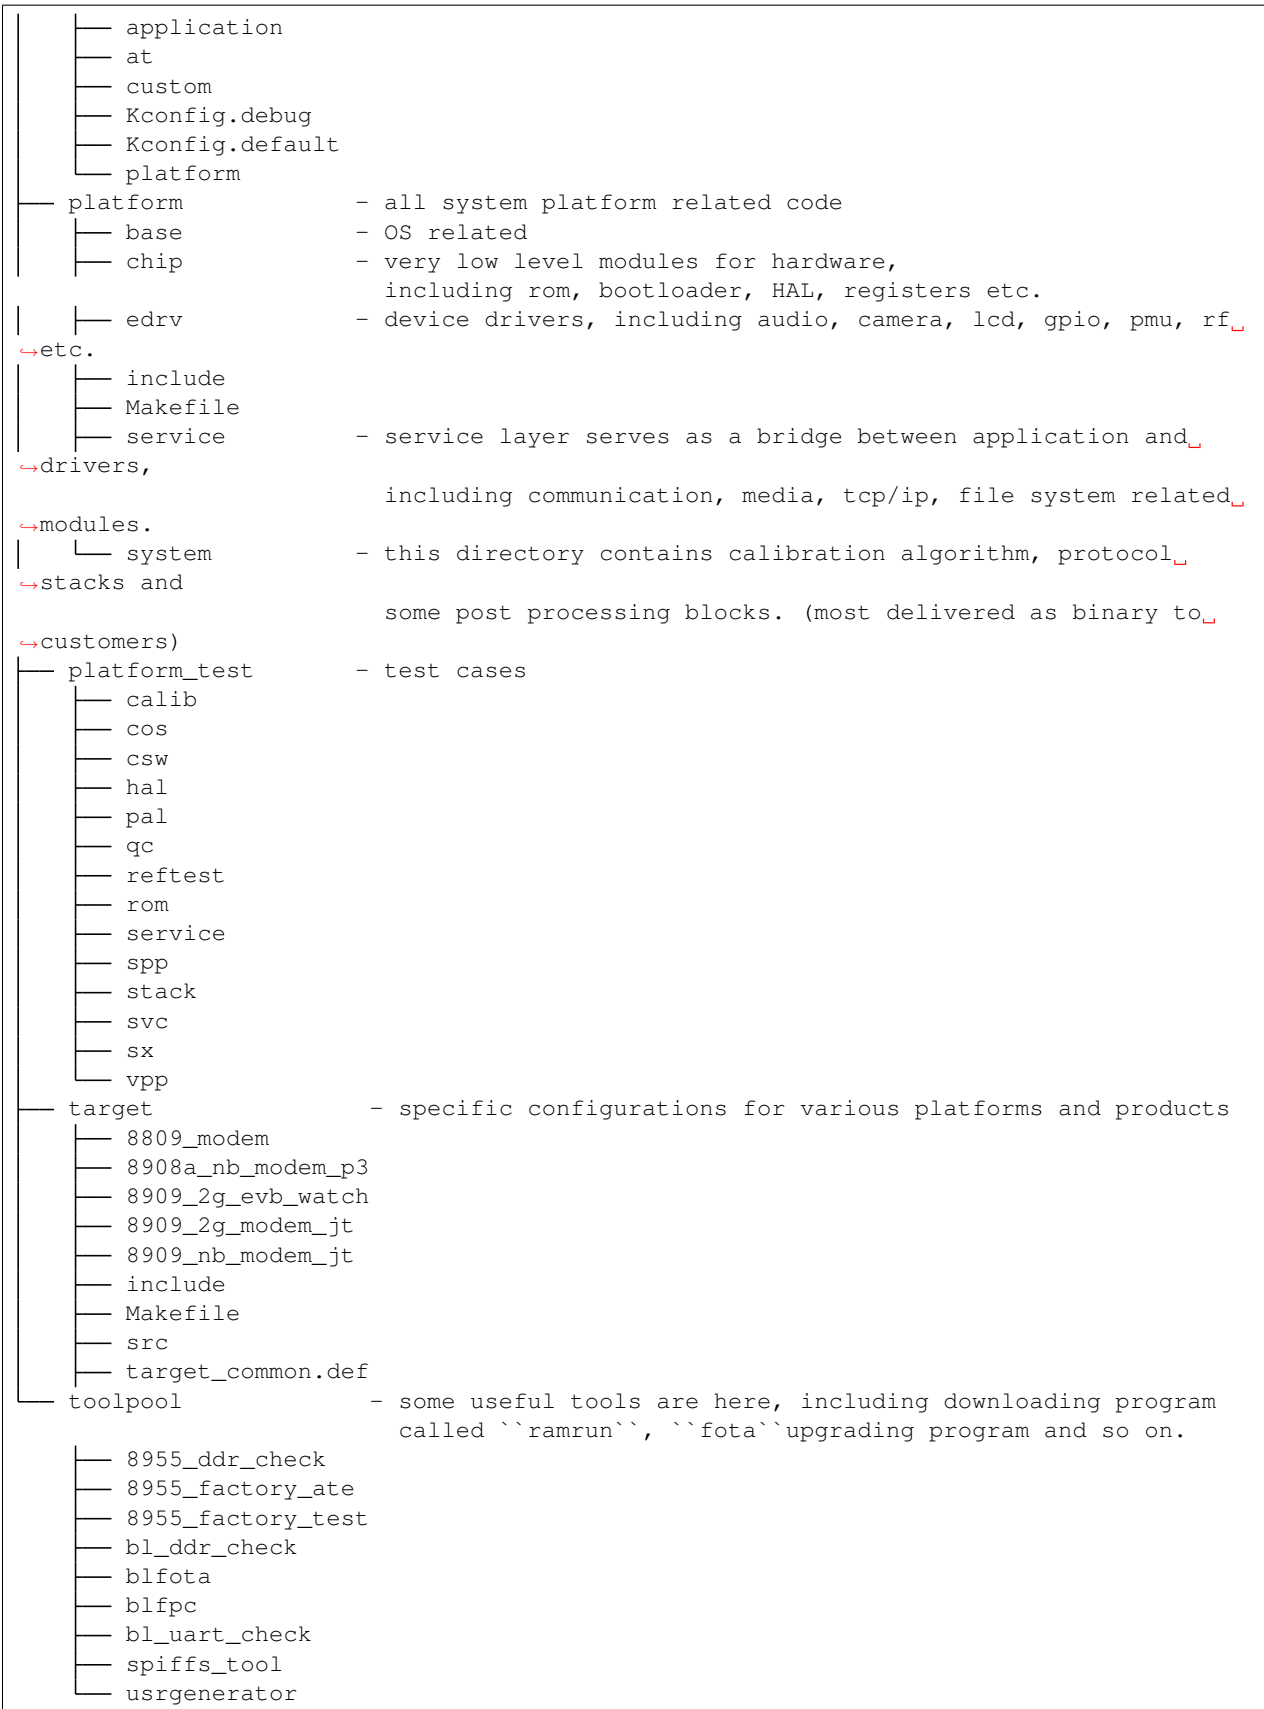 │   ├── application
│   ├── at
│   ├── custom
│   ├── Kconfig.debug
│   ├── Kconfig.default
│   └── platform
├── platform            - all system platform related code
│   ├── base            - OS related
│   ├── chip            - very low level modules for hardware,
                          including rom, bootloader, HAL, registers etc.
│   ├── edrv            - device drivers, including audio, camera, lcd, gpio, pmu, rf␣
↪etc.
│   ├── include
│   ├── Makefile
│   ├── service         - service layer serves as a bridge between application and␣
↪drivers,
                          including communication, media, tcp/ip, file system related␣
↪modules.
│   └── system          - this directory contains calibration algorithm, protocol␣
↪stacks and
                          some post processing blocks. (most delivered as binary to␣
↪customers)
├── platform_test       - test cases
│   ├── calib
│   ├── cos
│   ├── csw
│   ├── hal
│   ├── pal
│   ├── qc
│   ├── reftest
│   ├── rom
│   ├── service
│   ├── spp
│   ├── stack
│   ├── svc
│   ├── sx
│   └── vpp
├── target               - specific configurations for various platforms and products
│   ├── 8809_modem
│   ├── 8908a_nb_modem_p3
│   ├── 8909_2g_evb_watch
│   ├── 8909_2g_modem_jt
│   ├── 8909_nb_modem_jt
│   ├── include
│   ├── Makefile
│   ├── src
│   ├── target_common.def
└── toolpool             - some useful tools are here, including downloading program
                           called ``ramrun``, ``fota``upgrading program and so on.
    ├── 8955_ddr_check
    ├── 8955_factory_ate
    ├── 8955_factory_test
    ├── bl_ddr_check
    ├── blfota
    ├── blfpc
    ├── bl_uart_check
    ├── spiffs_tool
    └── usrgenerator